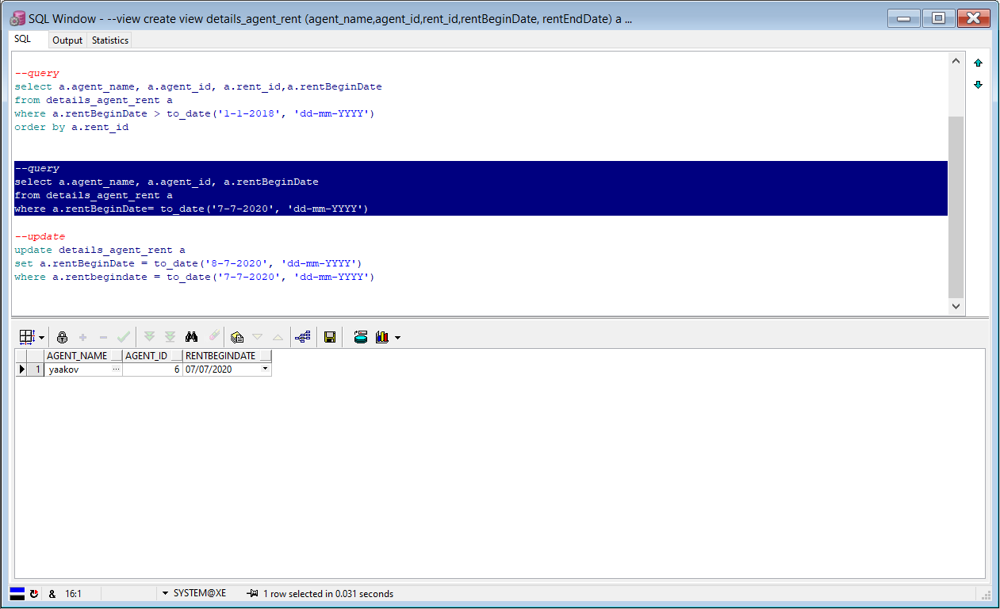 SQL Window - --view create view details_agent_rent (agent_name,agent_id,rent_id,rentBeginDate, rentEndDate) a ...
SQL Output Statistics
--query
select a.agent_name, a.agent_id, a.rent_id,a.rentBeginDate
from details_agent_rent a
where a.rentBeginDate > to_date('1-1-2018', 'dd-mm-YYYY')
order by a.rent_id
--query
select a.agent_name, a.agent_id, a.rentBeginDate
from details_agent_rent a
where a.rentBeginDate= to_date('7-7-2020', 'dd-mm-YYYY')
--update
update details_agent_rent a
set a.rentBeginDate = to_date('8-7-2020', 'dd-mm-YYYY')
where a.rentbegindate = to_date('7-7-2020', 'dd-mm-YYYY')
AGENT_NAME AGENT_ID RENTBEGINDATE
1 yaakov ... 6 07/07/2020
& 16:1 SYSTEM@XE 1 row selected in 0.031 seconds